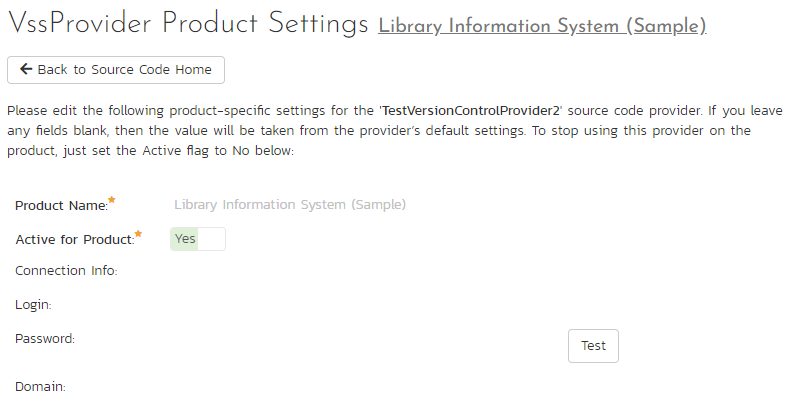 VssProvider Product Settings Library Information System (Sample)
Back to Source Code Home
Please edit the following product-specific settings for the 'TestVersionControlProvider2' source code provider. If you leave
any fields blank, then the value will be taken from the provider's default settings. To stop using this provider on the
product, just set the Active flag to No below:
Product Name:* Library Information System (Sample)
Active for Product:* Yes
Connection Info:
Login:
Password:
Test
Domain: